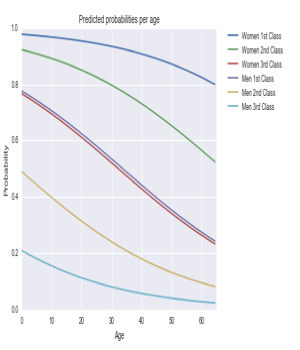 Predicted probabilities per age
1.0
0.8
0.6
0.4
0.2
0.0
Probability
0 10 20 30 40 50 60
Age
Women 1st Class
Women 2nd Class
Women 3rd Class
Men 1st Class
Men 2nd Class
Men 3rd Class